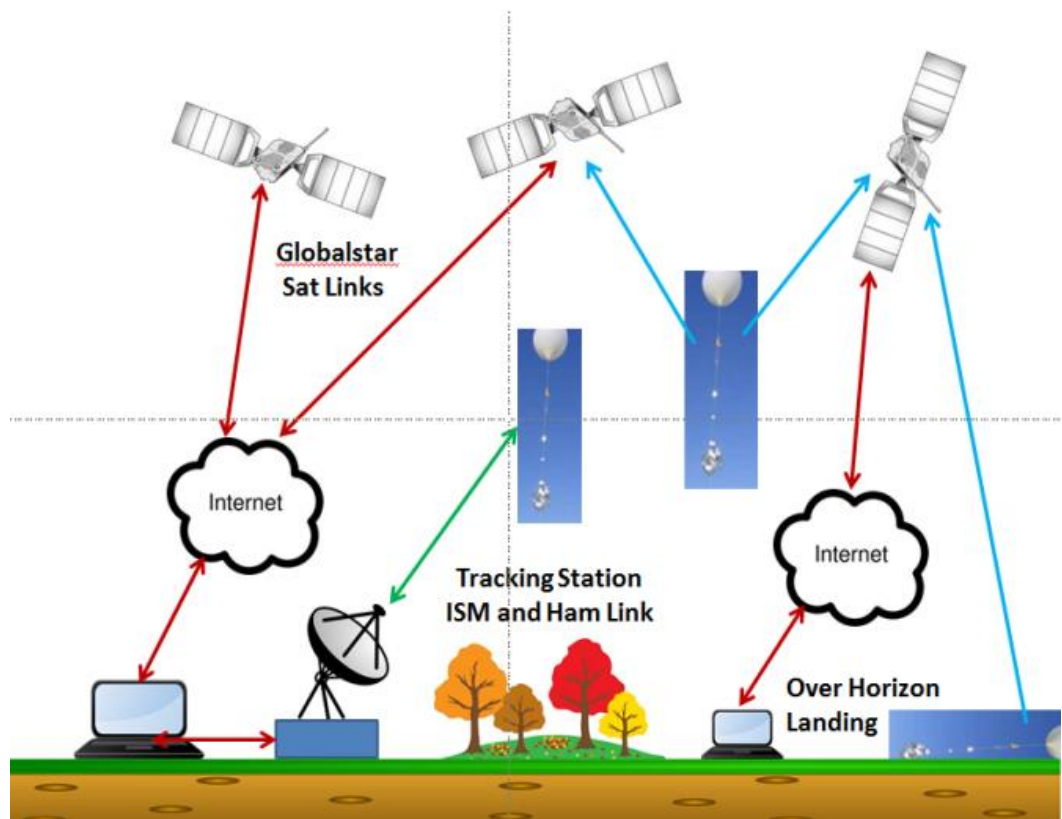 Globalstar
Sat Links
Internet
Internet
Tracking Station
ISM and Ham Link
Over Horizon
Landing